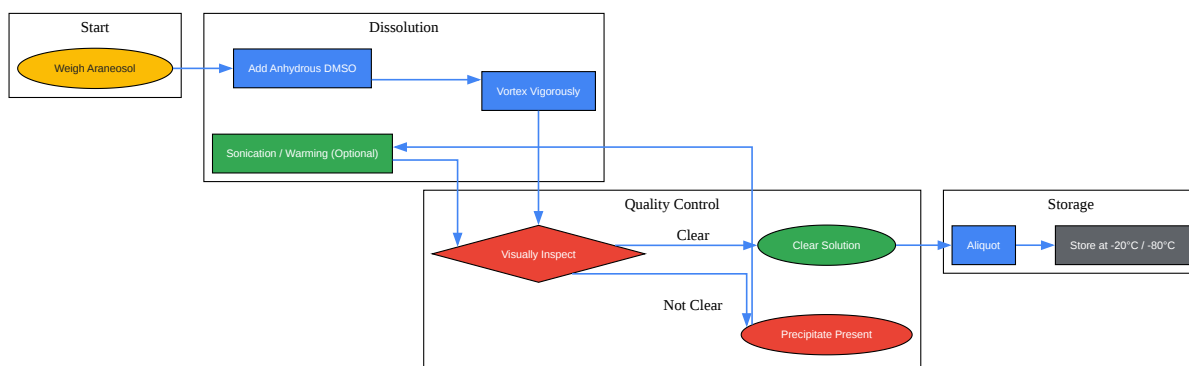 Start
Weigh Araneosol
Dissolution
Add Anhydrous DMSO
Vortex Vigorously
Sonication / Warming (Optional)
Quality Control
Visually Inspect
Clear
Clear Solution
Not Clear
Precipitate Present
Storage
Aliquot
Store at -20°C / -80°C